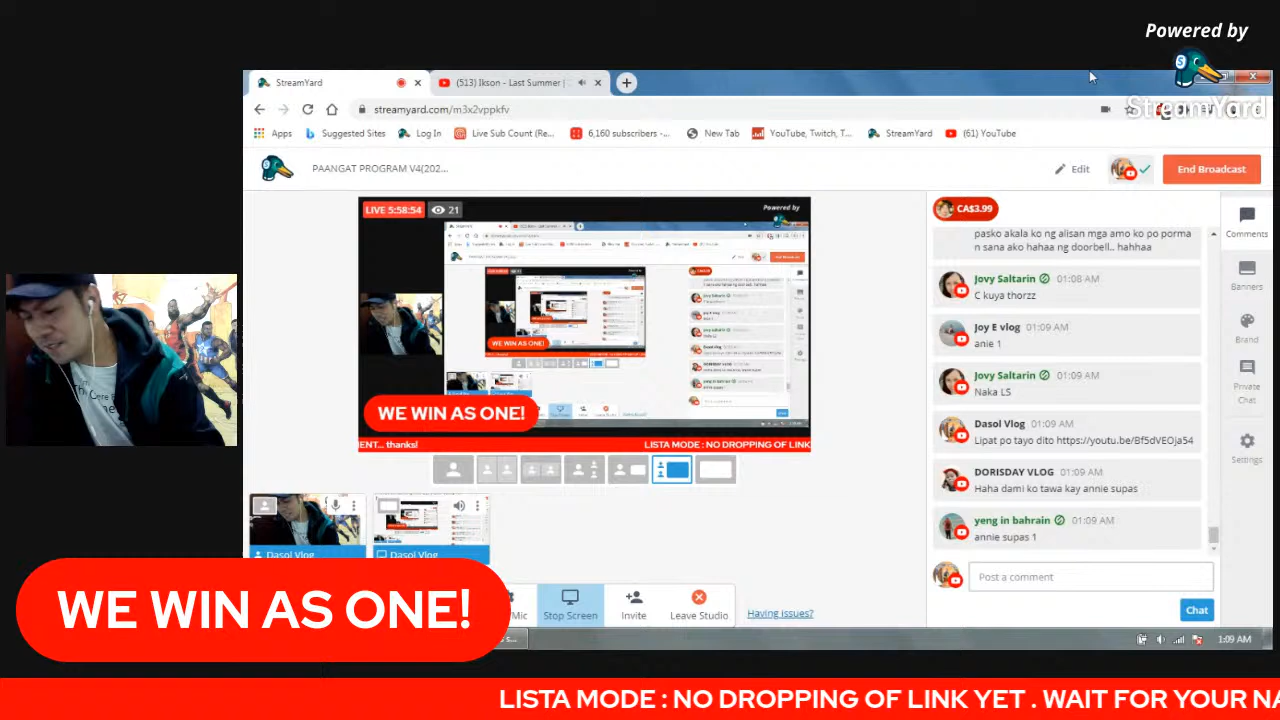 Powered by
StreamYard
StreamYard
(513) Ikson - Last Summer |
streamyard.com/m3x2vppkfv
Apps
Suggested Sites
Log In
Live Sub Count (Re...
6,160 subscribers -...
New Tab
YouTube, Twitch, T...
StreamYard
(61) YouTube
PAANGAT PROGRAM V4(202...
Edit
End Broadcast
LIVE 5:58:54
21
Powered by
WE WIN AS ONE!
WE WIN AS ONE!
ENT... thanks!
LISTA MODE : NO DROPPING OF LINK
CA$3.99
pasko akala ko ng alisan mga amo ko po porma
n sana ako hahaa ng doorbell.. hahhaa
Jovy Saltarin 01:08 AM
C kuya thorzz
Joy E vlog 01:09 AM
anie 1
Jovy Saltarin 01:09 AM
Naka LS
Dasol Vlog 01:09 AM
Lipat po tayo dito https://youtu.be/Bf5dVEOja54
DORISDAY VLOG 01:09 AM
Haha dami ko tawa kay annie supas
yeng in bahrain 01:09 AM
annie supas 1
Post a comment
Chat
Comments
Banners
Brand
Private
Chat
Settings
Dasol Vlog
Dasol Vlog
Mic
Stop Screen
Invite
Leave Studio
Having issues?
1:09 AM
WE WIN AS ONE!
LISTA MODE : NO DROPPING OF LINK YET . WAIT FOR YOUR NA